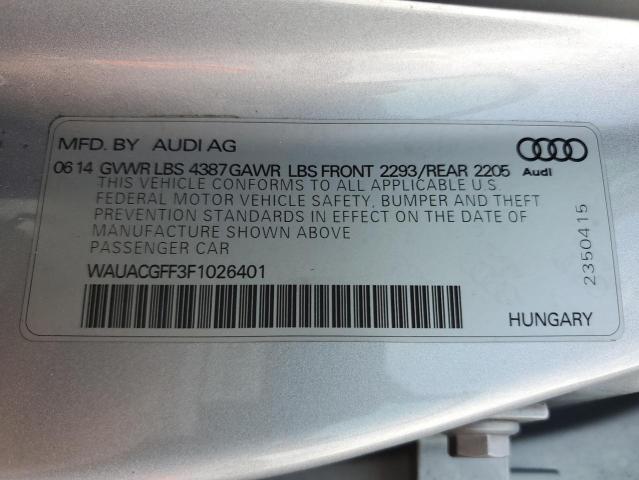 MFD. BY AUDI AG
06 14 GVWR LBS 4387 GAWR LBS FRONT 2293/REAR 2205
Audi
THIS VEHICLE CONFORMS TO ALL APPLICABLE U.S.
FEDERAL MOTOR VEHICLE SAFETY, BUMPER AND THEFT
PREVENTION STANDARDS IN EFFECT ON THE DATE OF
MANUFACTURE SHOWN ABOVE
PASSENGER CAR
WAUACGFF3F1026401
2350415
HUNGARY